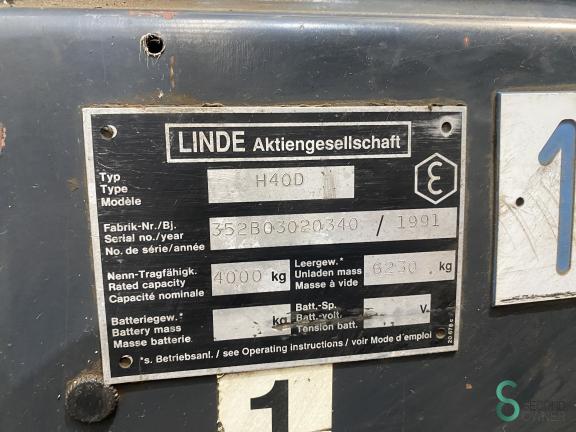 LINDE Aktiengesellschaft
Typ
Type
Modèle
H40D
ε
Fabrik-Nr./Bj.
Serial no./year
No. de série/année
352B03020340 / 1991
Nenn-Tragfähigk.
Rated capacity
Capacité nominale
4000 kg
Leergew.*
Unladen mass
Masse à vide
6230 kg
Batteriegew.*
Battery mass
Masse batterie
kg
Batt.-Sp.
Batt.-volt.
Tension batt.
V
*s. Betriebsanl. / see Operating instructions / voir Mode d'emploi
1
1
SECOND
OWNER